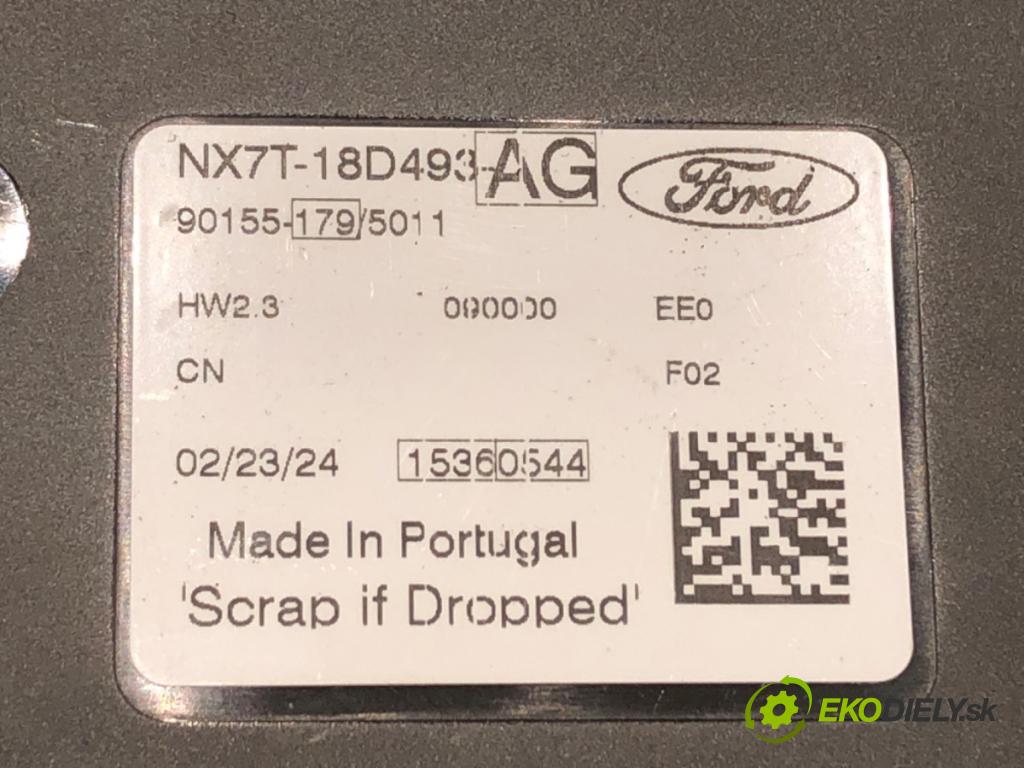 NX7T-18D493-AG
Ford
90155-179/5011
HW2.3 090000 EE0
CN F02
02/23/24 15360544
Made In Portugal
'Scrap if Dropped'
EKODIELY.sk